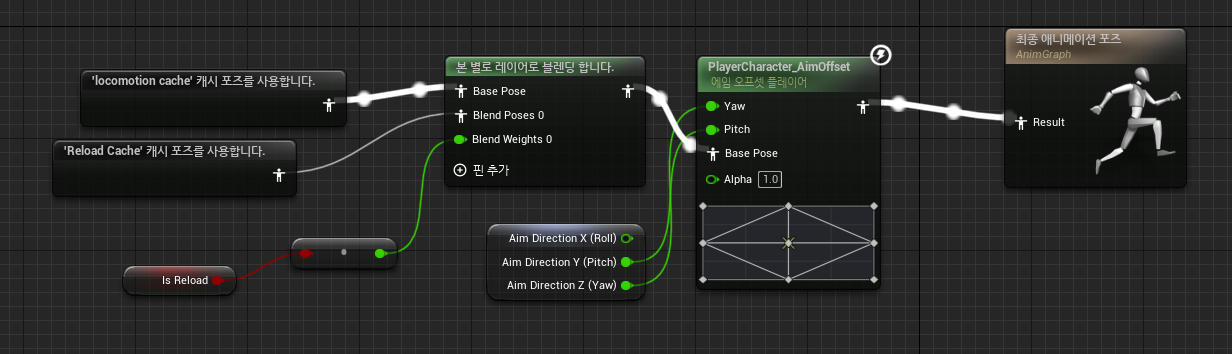 'locomotion cache' 캐시 포즈를 사용합니다.
'Reload Cache' 캐시 포즈를 사용합니다.
Is Reload
본 별로 레이어로 블렌딩 합니다.
Base Pose
Blend Poses 0
Blend Weights 0
핀 추가
Aim Direction X (Roll)
Aim Direction Y (Pitch)
Aim Direction Z (Yaw)
PlayerCharacter_AimOffset
에임 오프셋 플레이어
Yaw
Pitch
Base Pose
Alpha 1.0
최종 애니메이션 포즈
AnimGraph
Result